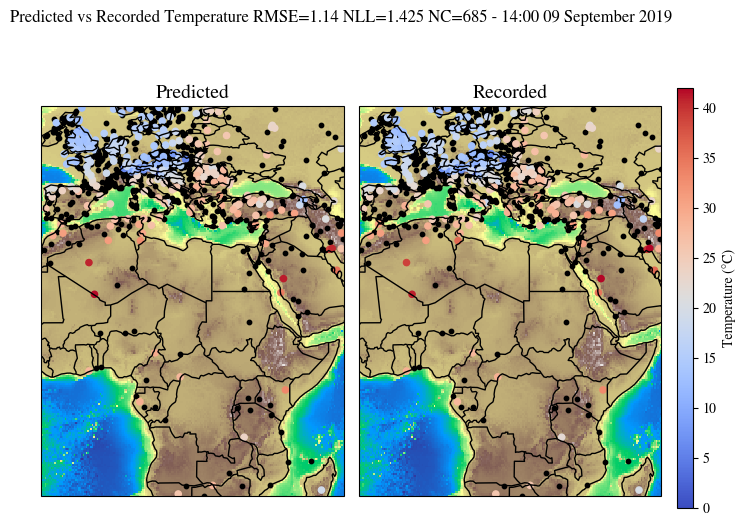 Predicted vs Recorded Temperature RMSE=1.14 NLL=1.425 NC=685 - 14:00 09 September 2019
Predicted
Recorded
40
35
30
25
20
15
10
5
0
Temperature (°C)